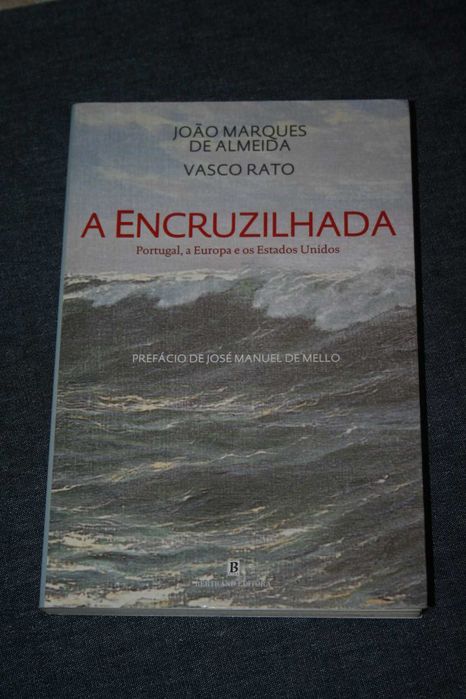 JOÃO MARQUES
DE ALMEIDA
VASCO RATO
A ENCRUZILHADA
Portugal, a Europa e os Estados Unidos
PREFÁCIO DE JOSÉ MANUEL DE MELLO
B
BERTRAND EDITORA